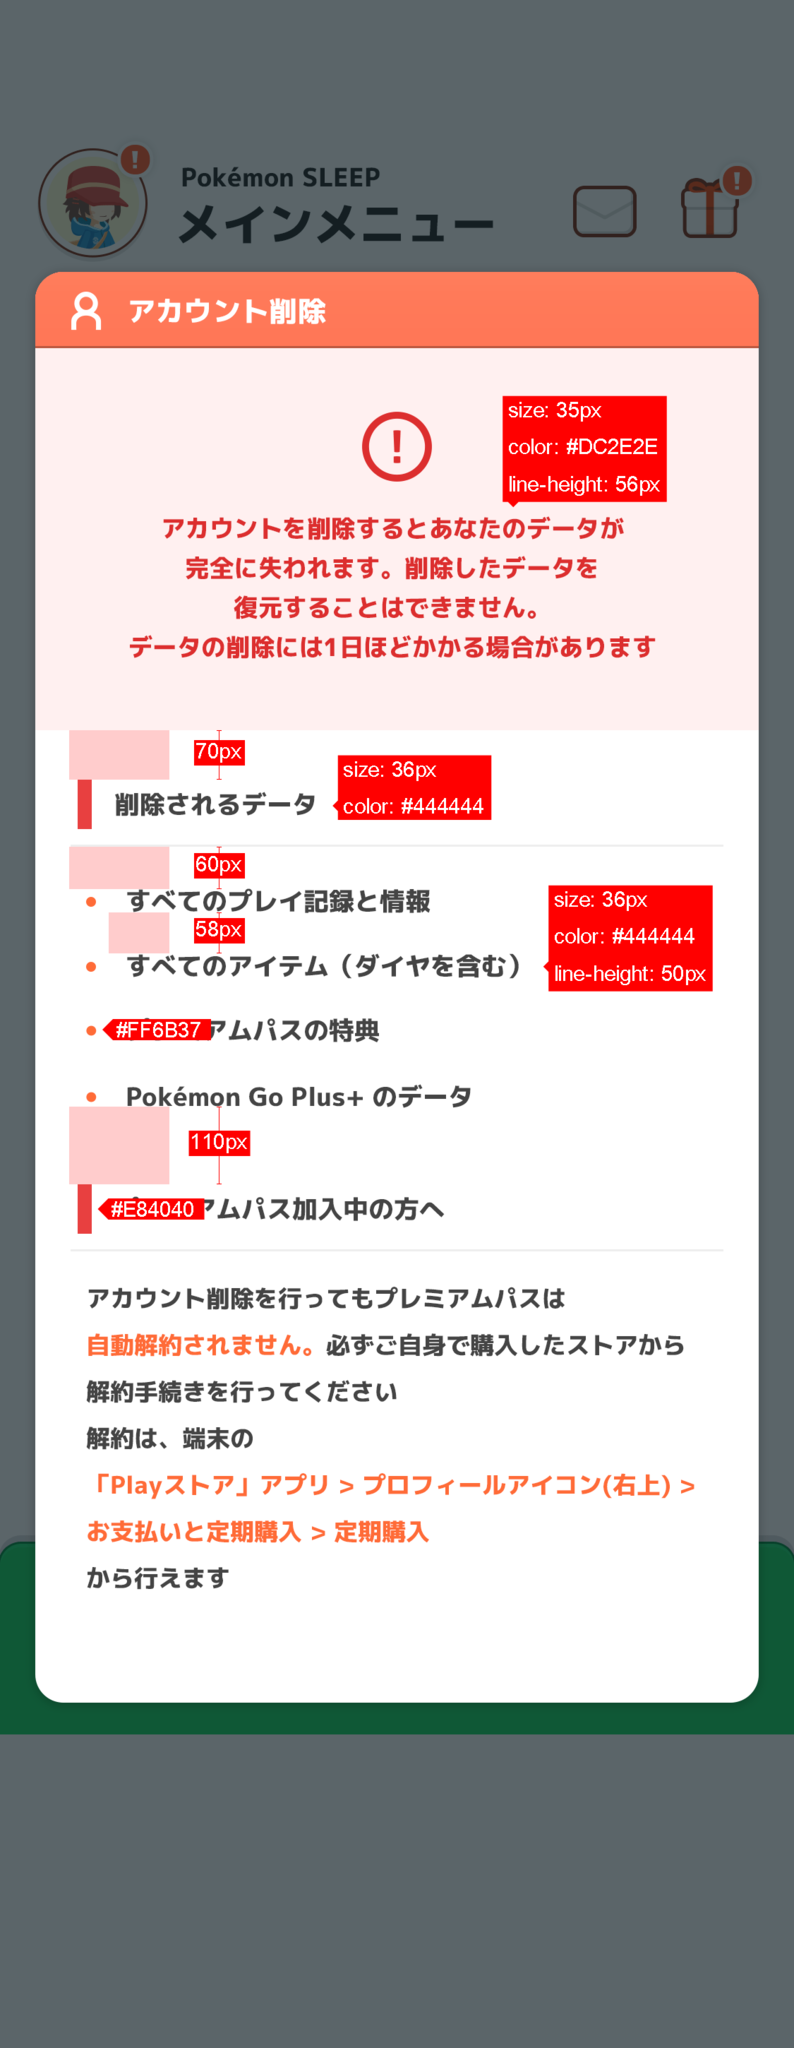 Pokémon SLEEP
メインメニュー
アカウント削除
size: 35px
color: #DC2E2E
line-height: 56px
アカウントを削除するとあなたのデータが
完全に失われます。削除したデータを
復元することはできません。
データの削除には1日ほどかかる場合があります
70px
size: 36px
color: #444444
削除されるデータ
60px
すべてのプレイ記録と情報
size: 36px
color: #444444
line-height: 50px
58px
すべてのアイテム（ダイヤを含む）
#FF6B37
アムパスの特典
Pokémon Go Plus+ のデータ
110px
#E84040
アムパス加入中の方へ
アカウント削除を行ってもプレミアムパスは
自動解約されません。必ずご自身で購入したストアから
解約手続きを行ってください
解約は、端末の
「Playストア」アプリ > プロフィールアイコン(右上) >
お支払いと定期購入 > 定期購入
から行えます